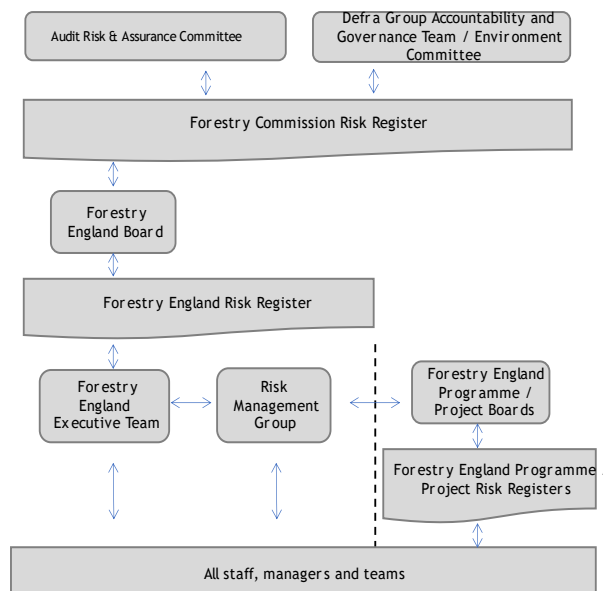 Audit Risk & Assurance Committee
Defra Group Accountability and
Governance Team / Environment
Committee
Forestry Commission Risk Register
Forestry
England Board
Forestry England Risk Register
Forestry
England
Executive Team
Risk
Management
Group
Forestry England
Programme /
Project Boards
Forestry England Programme
Project Risk Registers
All staff, managers and teams